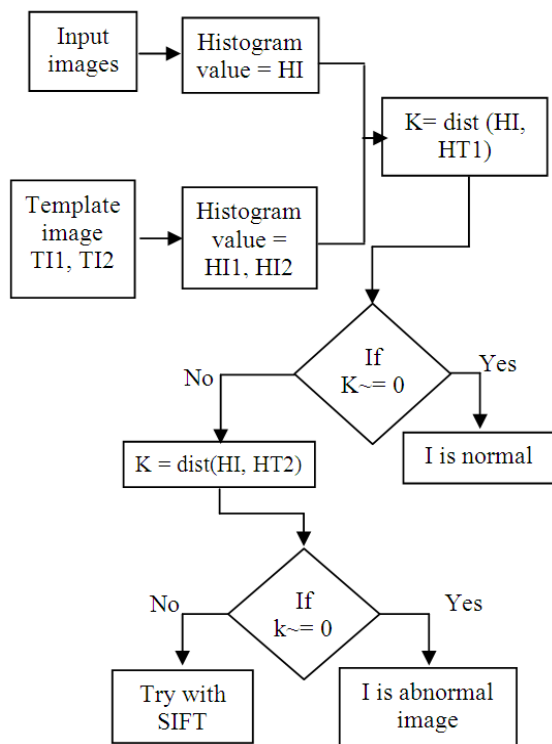 Input
images
Histogram
value = HI
K= dist (HI,
HT1)
Template
image
TI1, TI2
Histogram
value =
HI1, HI2
If
K~= 0
No
Yes
I is normal
K = dist(HI, HT2)
If
k~= 0
No
Yes
Try with
SIFT
I is abnormal
image